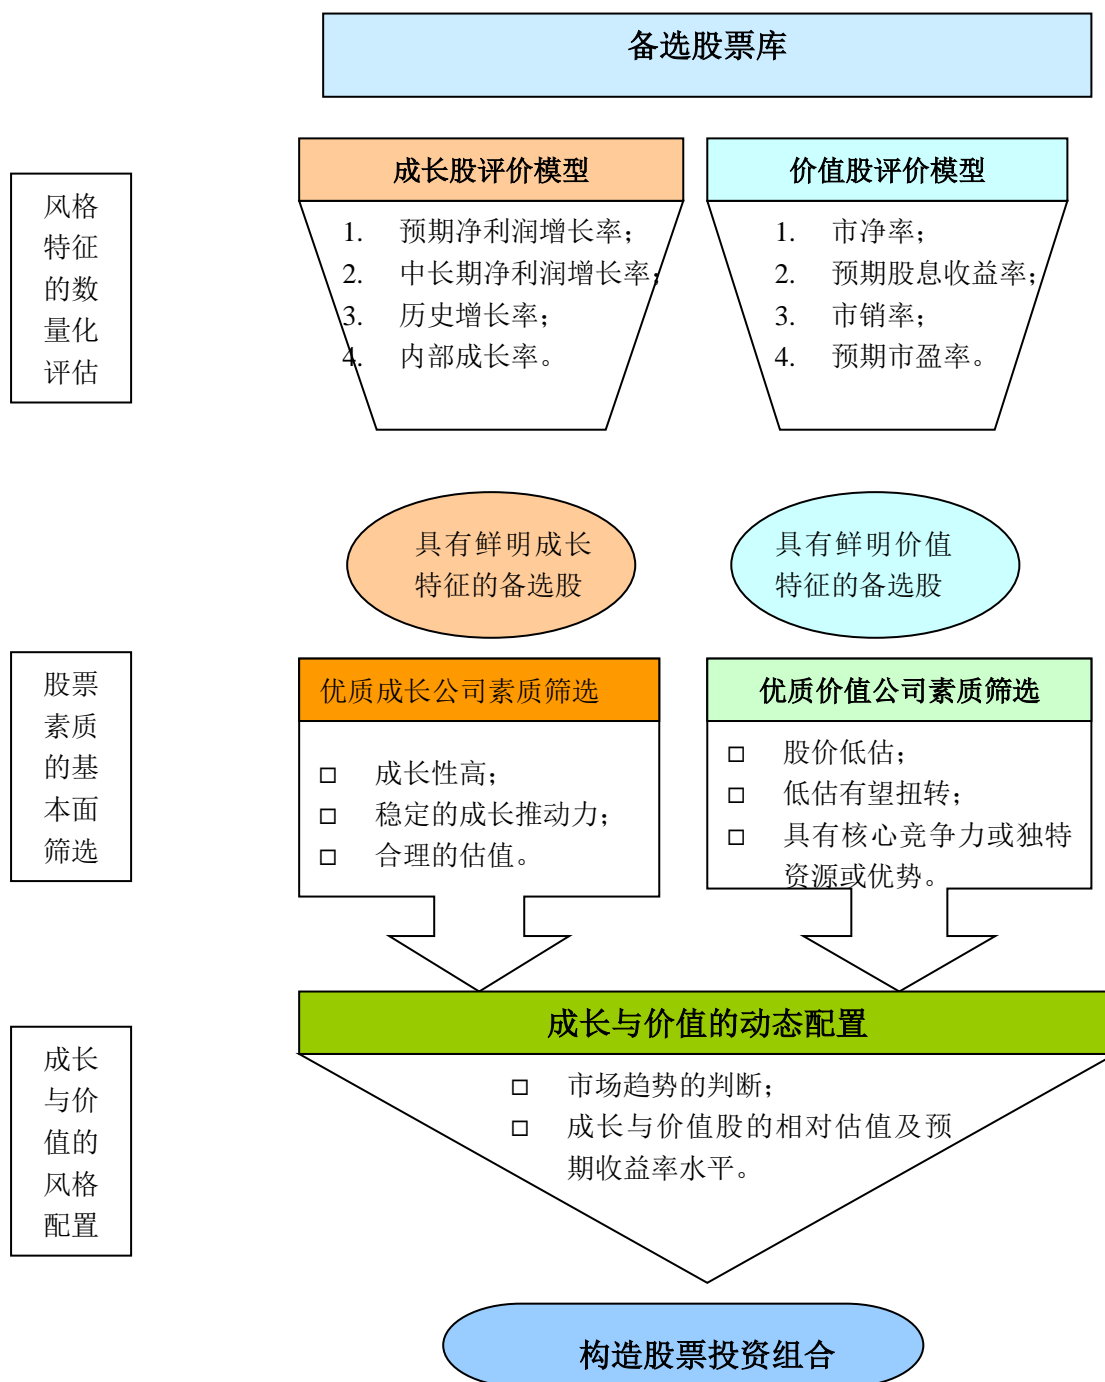 备选股票库
风格
特征
的数
量化
评估
成长股评价模型
1. 预期净利润增长率；
2. 中长期净利润增长率；
3. 历史增长率；
4. 内部成长率。
价值股评价模型
1. 市净率；
2. 预期股息收益率；
3. 市销率；
4. 预期市盈率。
具有鲜明成长
特征的备选股
具有鲜明价值
特征的备选股
股票
素质
的基
本面
筛选
优质成长公司素质筛选
□ 成长性高；
□ 稳定的成长推动力；
□ 合理的估值。
优质价值公司素质筛选
□ 股价低估；
□ 低估有望扭转；
□ 具有核心竞争力或独特
资源或优势。
成长
与价
值的
风格
配置
成长与价值的动态配置
□ 市场趋势的判断；
□ 成长与价值股的相对估值及预
期收益率水平。
构造股票投资组合